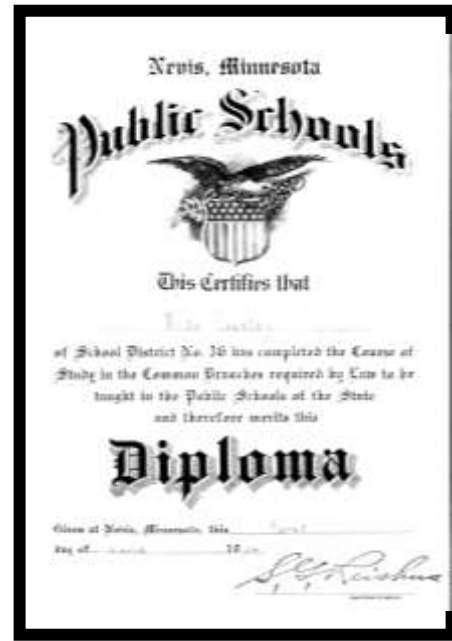 Nevis, Minnesota
Public Schools
This Certifies that
of School District No. 36 has completed the Course of
Study in the Common Branches required by Law to be
taught in the Public Schools of the State
and therefore merits this
Diploma
Given at Nevis, Minnesota, this
day of 19